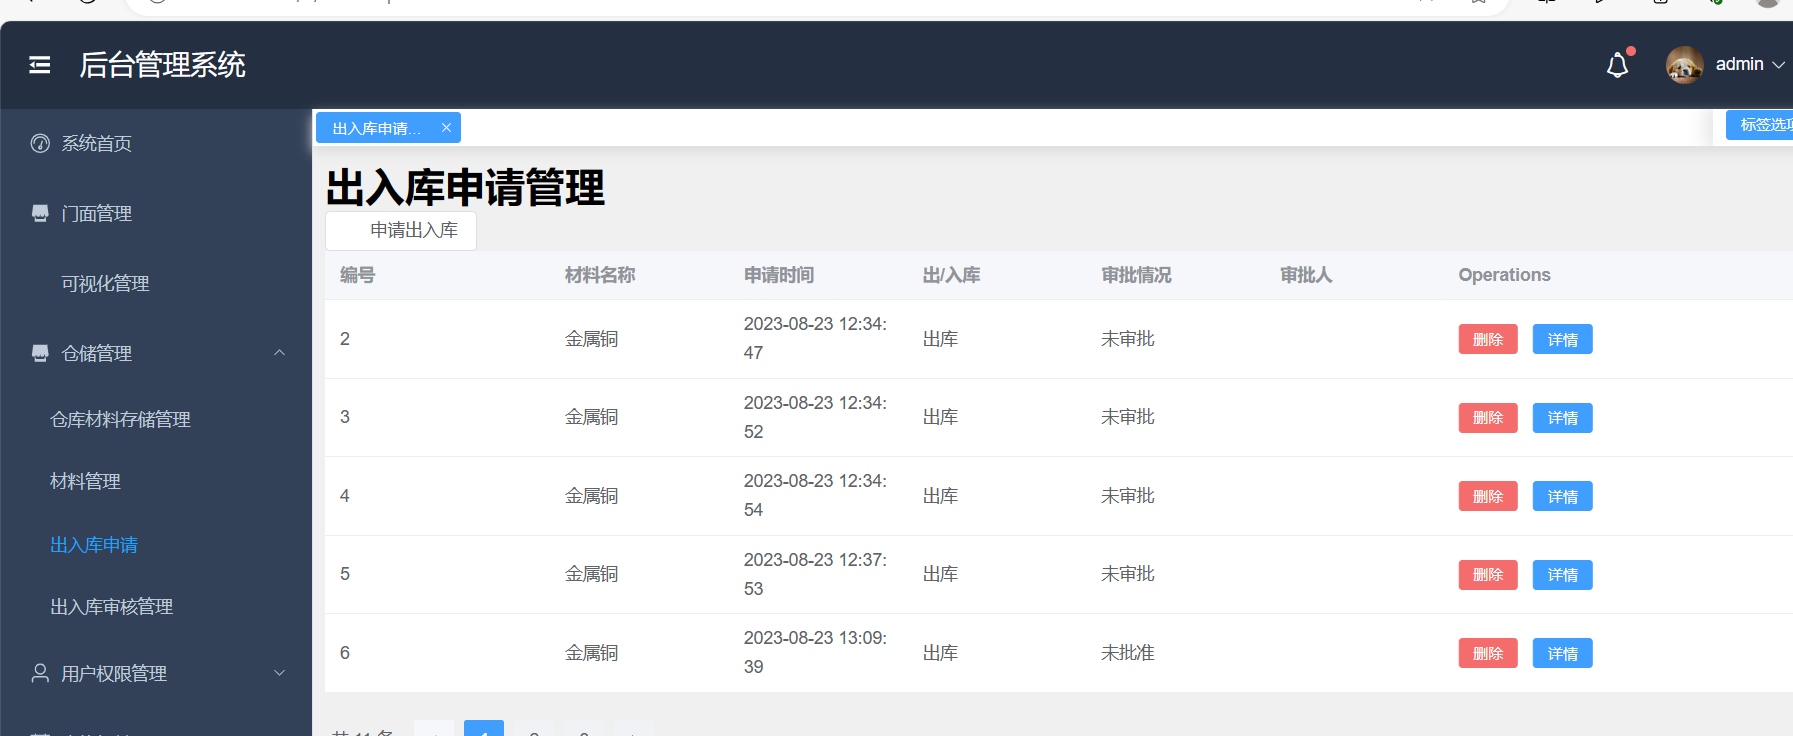 后台管理系统
admin
系统首页
门面管理
可视化管理
仓储管理
仓库材料存储管理
材料管理
出入库申请
出入库审核管理
用户权限管理
出入库申请...
标签选项
出入库申请管理
申请出入库
编号 材料名称 申请时间 出/入库 审批情况 审批人 Operations
2 金属铜 2023-08-23 12:34:47 出库 未审批 删除 详情
3 金属铜 2023-08-23 12:34:52 出库 未审批 删除 详情
4 金属铜 2023-08-23 12:34:54 出库 未审批 删除 详情
5 金属铜 2023-08-23 12:37:53 出库 未审批 删除 详情
6 金属铜 2023-08-23 13:09:39 出库 未批准 删除 详情
共 11 条 1 2 3